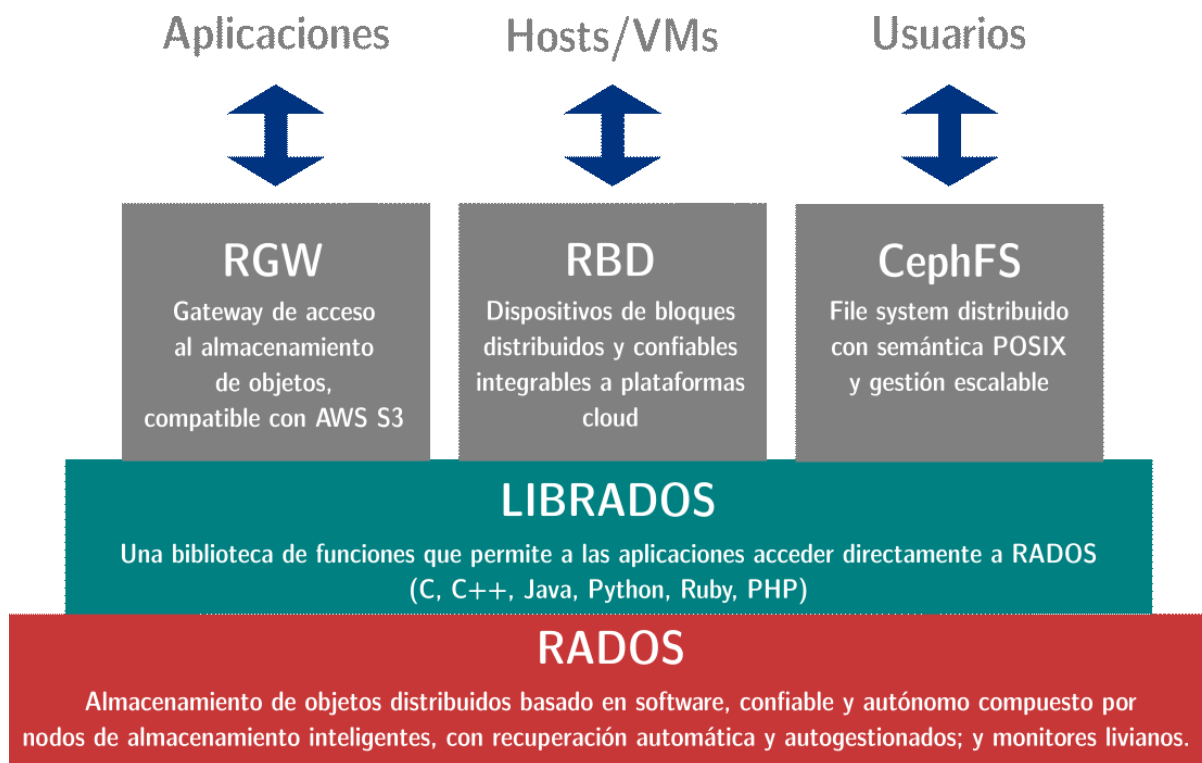 Aplicaciones
Hosts/VMs
Usuarios
RGW
Gateway de acceso
al almacenamiento
de objetos,
compatible con AWS S3
RBD
Dispositivos de bloques
distribuidos y confiables
integrables a plataformas
cloud
CephFS
File system distribuido
con semántica POSIX
y gestión escalable
LIBRADOS
Una biblioteca de funciones que permite a las aplicaciones acceder directamente a RADOS
(C, C++, Java, Python, Ruby, PHP)
RADOS
Almacenamiento de objetos distribuidos basado en software, confiable y autónomo compuesto por
nodos de almacenamiento inteligentes, con recuperación automática y autogestionados; y monitores livianos.